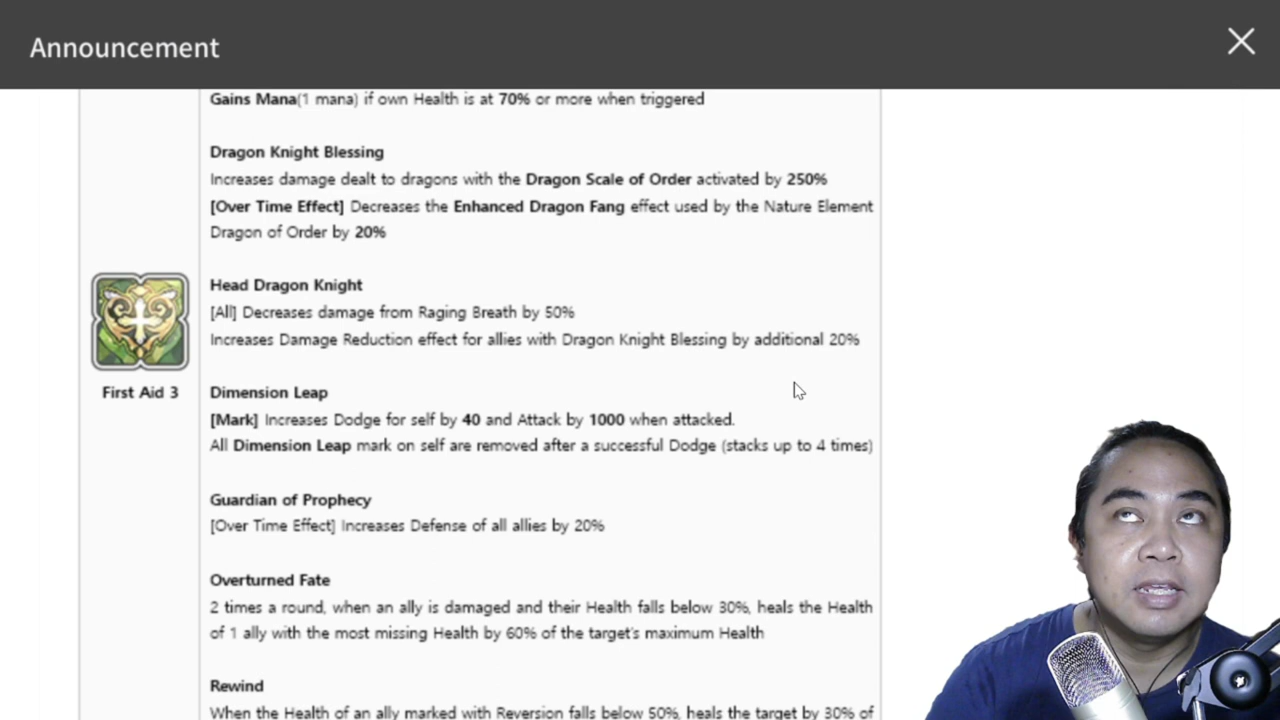 Announcement
Gains Mana(1 mana) if own Health is at 70% or more when triggered
Dragon Knight Blessing
Increases damage dealt to dragons with the Dragon Scale of Order activated by 250%
[Over Time Effect] Decreases the Enhanced Dragon Fang effect used by the Nature Element
Dragon of Order by 20%
Head Dragon Knight
[All] Decreases damage from Raging Breath by 50%
Increases Damage Reduction effect for allies with Dragon Knight Blessing by additional 20%
First Aid 3
Dimension Leap
[Mark] Increases Dodge for self by 40 and Attack by 1000 when attacked.
All Dimension Leap mark on self are removed after a successful Dodge (stacks up to 4 times)
Guardian of Prophecy
[Over Time Effect] Increases Defense of all allies by 20%
Overturned Fate
2 times a round, when an ally is damaged and their Health falls below 30%, heals the Health
of 1 ally with the most missing Health by 60% of the target's maximum Health
Rewind
When the Health of an ally marked with Reversion falls below 50%, heals the target by 30% of